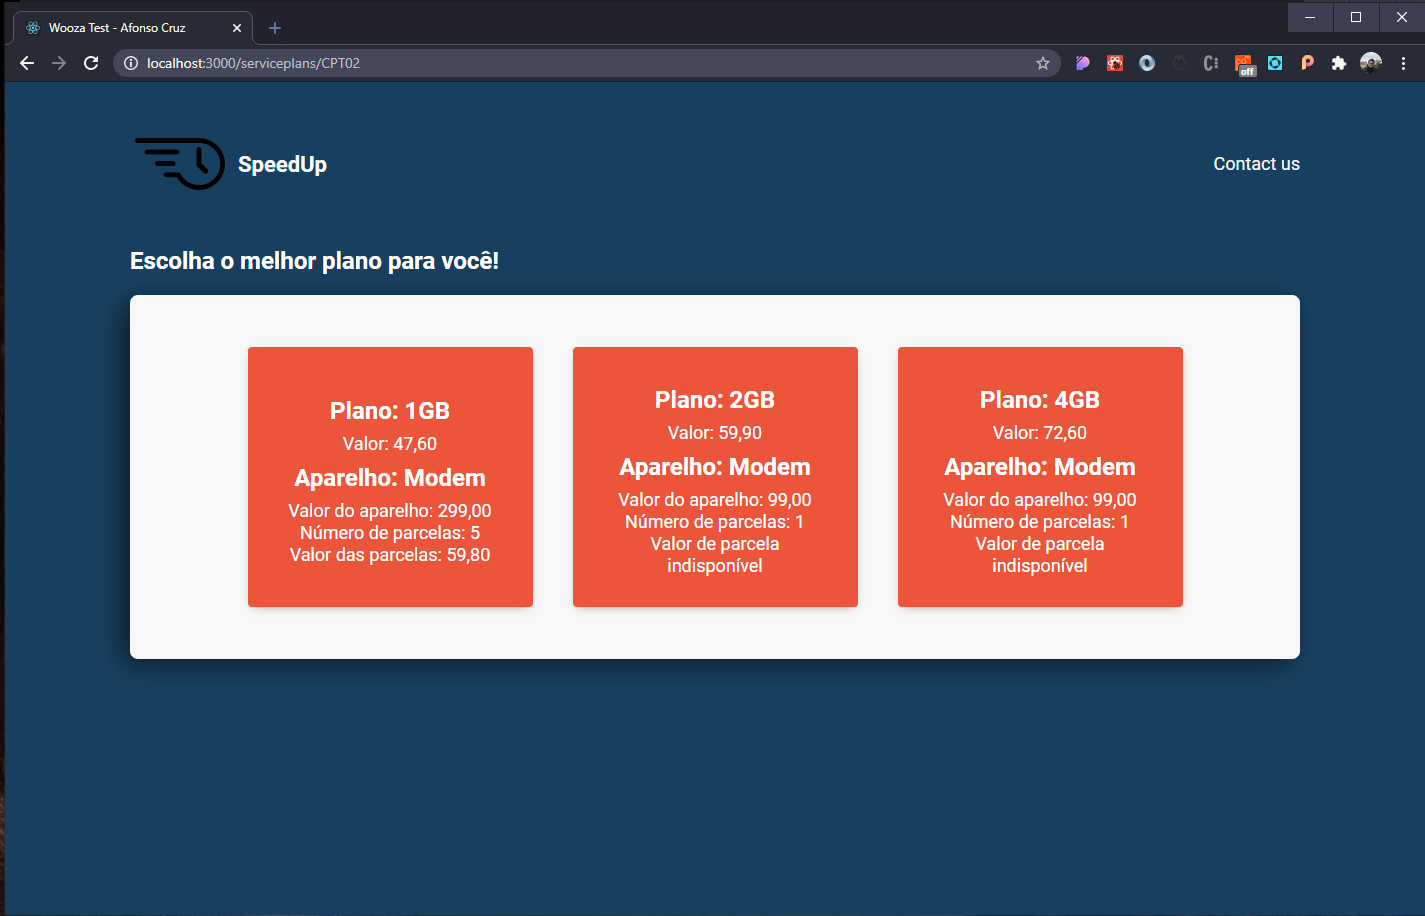 Wooza Test - Afonso Cruz
localhost:3000/serviceplans/CPT02
off
SpeedUp
Contact us
Escolha o melhor plano para você!
Plano: 1GB
Valor: 47,60
Aparelho: Modem
Valor do aparelho: 299,00
Número de parcelas: 5
Valor das parcelas: 59,80
Plano: 2GB
Valor: 59,90
Aparelho: Modem
Valor do aparelho: 99,00
Número de parcelas: 1
Valor de parcela
indisponível
Plano: 4GB
Valor: 72,60
Aparelho: Modem
Valor do aparelho: 99,00
Número de parcelas: 1
Valor de parcela
indisponível